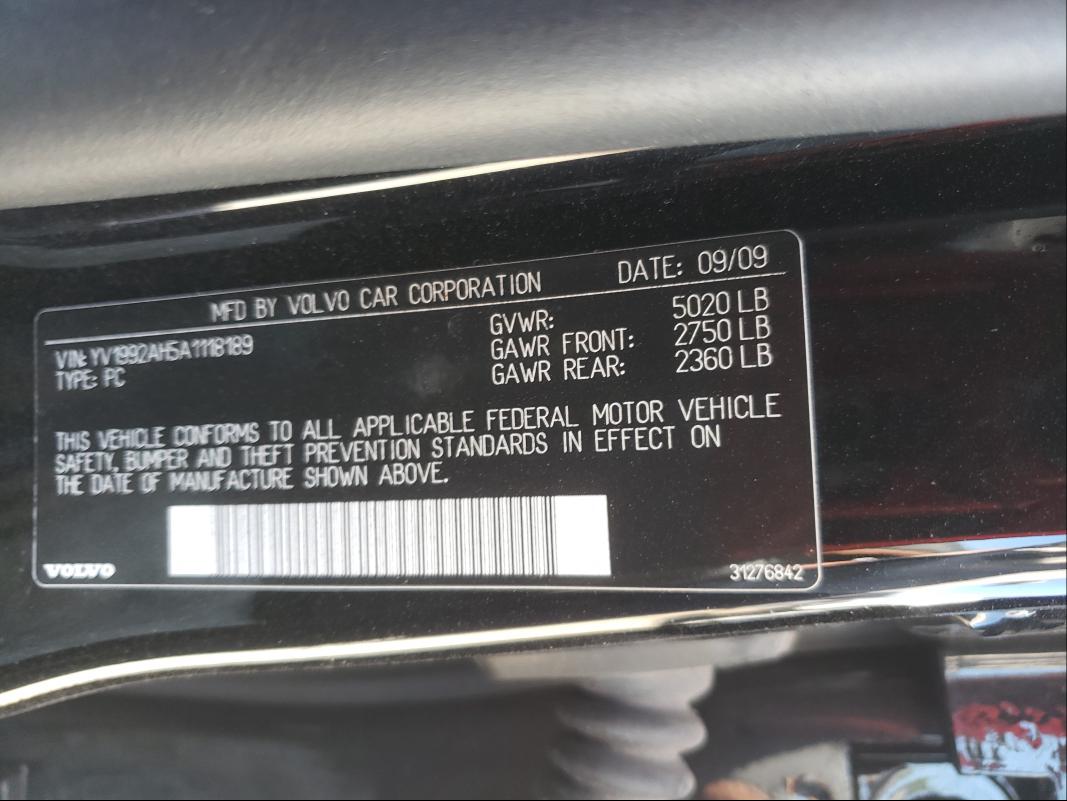 MFD BY VOLVO CAR CORPORATION DATE: 09/09
VIN: YV1992AH5A1118189 GVWR: 5020 LB
TYPE: PC GAWR FRONT: 2750 LB
GAWR REAR: 2360 LB
THIS VEHICLE CONFORMS TO ALL APPLICABLE FEDERAL MOTOR VEHICLE
SAFETY, BUMPER AND THEFT PREVENTION STANDARDS IN EFFECT ON
THE DATE OF MANUFACTURE SHOWN ABOVE.
VOLVO 31276842